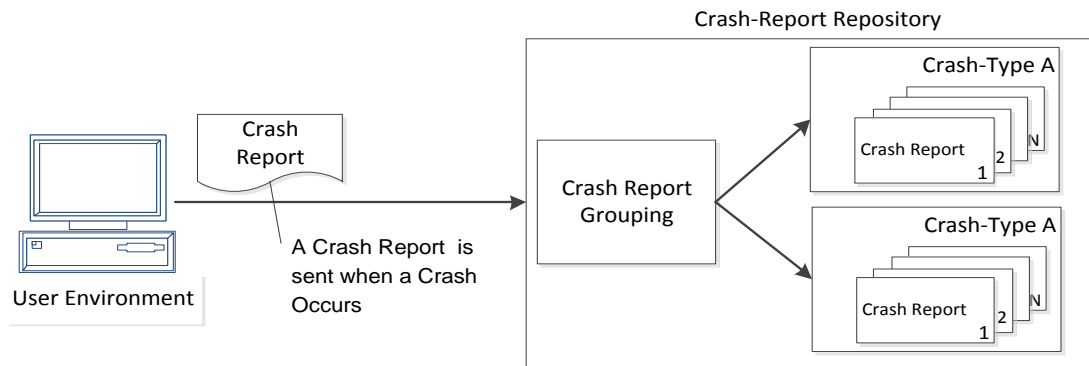 Crash-Report Repository
Crash
Report
A Crash Report is
sent when a Crash
Occurs
User Environment
Crash Report
Grouping
Crash-Type A
Crash Report
1
2
N
Crash-Type A
Crash Report
1
2
N